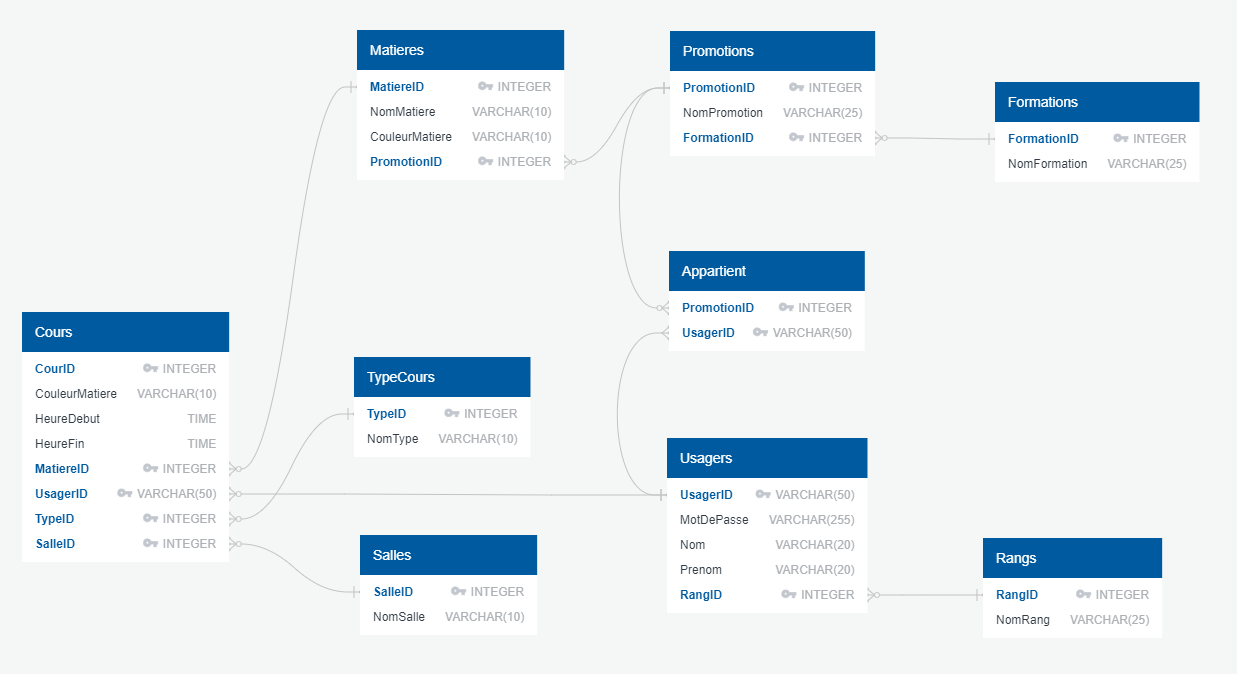 Matieres
MatiereID INTEGER
NomMatiere VARCHAR(10)
CouleurMatiere VARCHAR(10)
PromotionID INTEGER
Promotions
PromotionID INTEGER
NomPromotion VARCHAR(25)
FormationID INTEGER
Formations
FormationID INTEGER
NomFormation VARCHAR(25)
Appartient
PromotionID INTEGER
UsagerID VARCHAR(50)
Cours
CourID INTEGER
CouleurMatiere VARCHAR(10)
HeureDebut TIME
HeureFin TIME
MatiereID INTEGER
UsagerID VARCHAR(50)
TypeID INTEGER
SalleID INTEGER
TypeCours
TypeID INTEGER
NomType VARCHAR(10)
Usagers
UsagerID VARCHAR(50)
MotDePasse VARCHAR(255)
Nom VARCHAR(20)
Prenom VARCHAR(20)
RangID INTEGER
Salles
SalleID INTEGER
NomSalle VARCHAR(10)
Rangs
RangID INTEGER
NomRang VARCHAR(25)